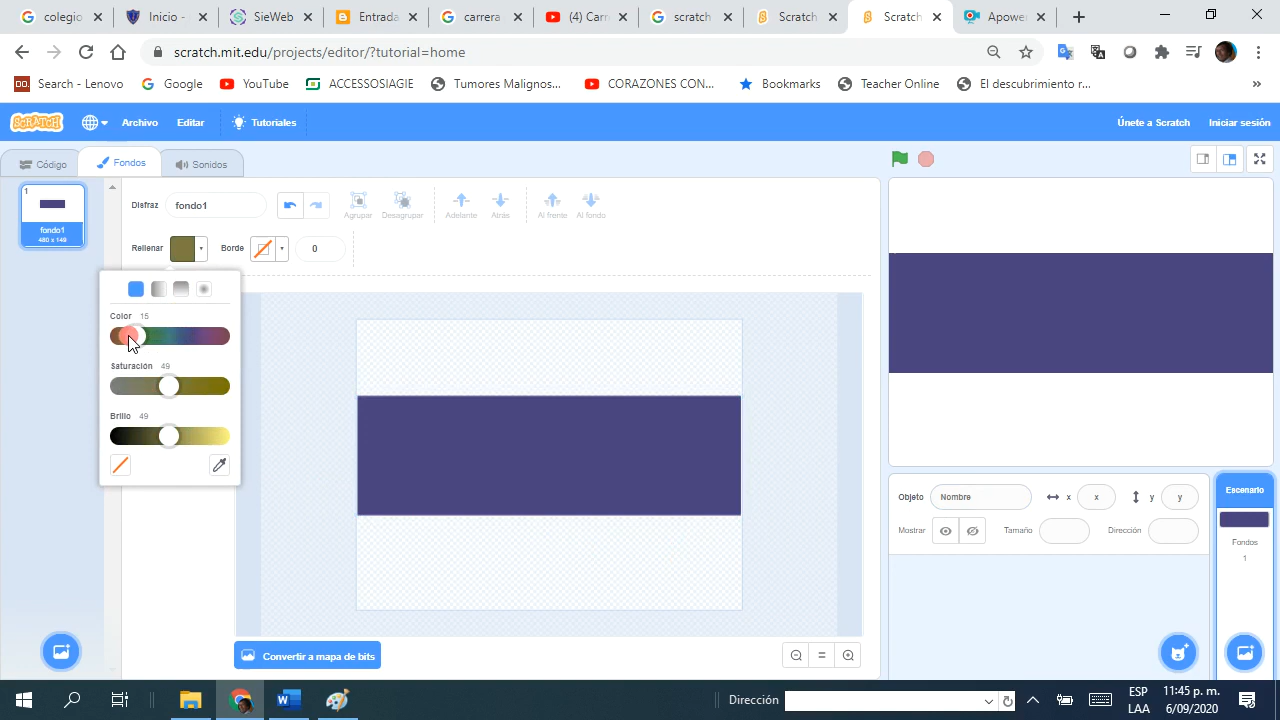 colegio
Inicio -
SieWeb
Entrada
carrera
(4) Carr
scratch
Scratch
Scratch
Apower
scratch.mit.edu/projects/editor/?tutorial=home
Search - Lenovo
Google
YouTube
ACCESSOSIAGIE
Tumores Malignos...
CORAZONES CON...
Bookmarks
Teacher Online
El descubrimiento r...
»
SCRATCH
Archivo
Editar
Tutoriales
Únete a Scratch
Iniciar sesión
Código
Fondos
Sonidos
1
fondo1
480 x 149
Disfraz
fondo1
Agrupar
Desagrupar
Adelante
Atrás
Al frente
Al fondo
Rellenar
Borde
0
Color 15
Saturación 49
Brillo 49
Convertir a mapa de bits
Objeto
Nombre
x
x
y
y
Mostrar
Tamaño
Dirección
Escenario
Fondos
1
Dirección
ESP
LAA
11:45 p. m.
6/09/2020